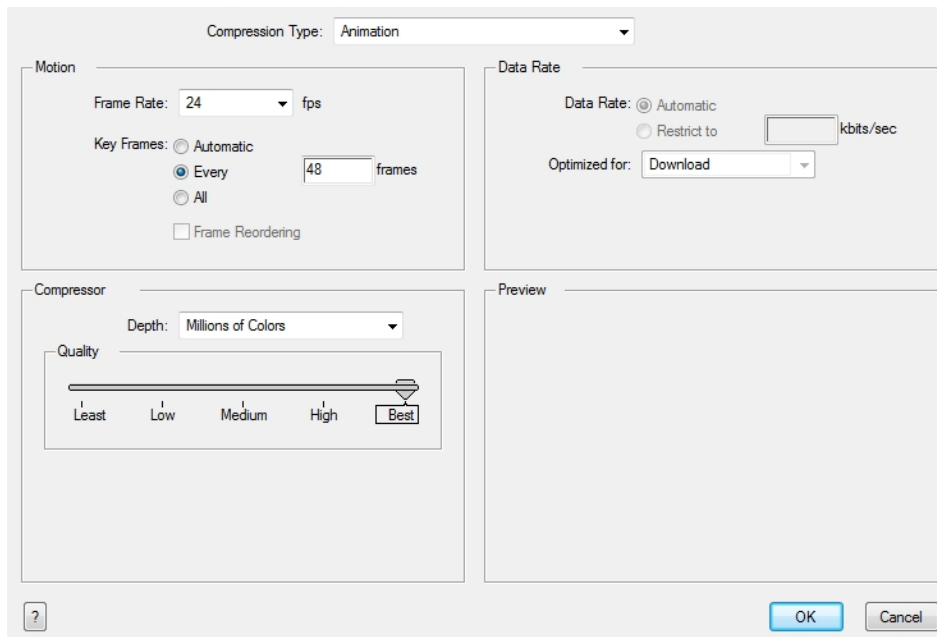 Compression Type: Animation
Motion
Frame Rate: 24 fps
Key Frames: Automatic
Every 48 frames
All
Frame Reordering
Data Rate
Data Rate: Automatic
Restrict to kbits/sec
Optimized for: Download
Compressor
Depth: Millions of Colors
Quality
Least Low Medium High Best
Preview
? OK Cancel